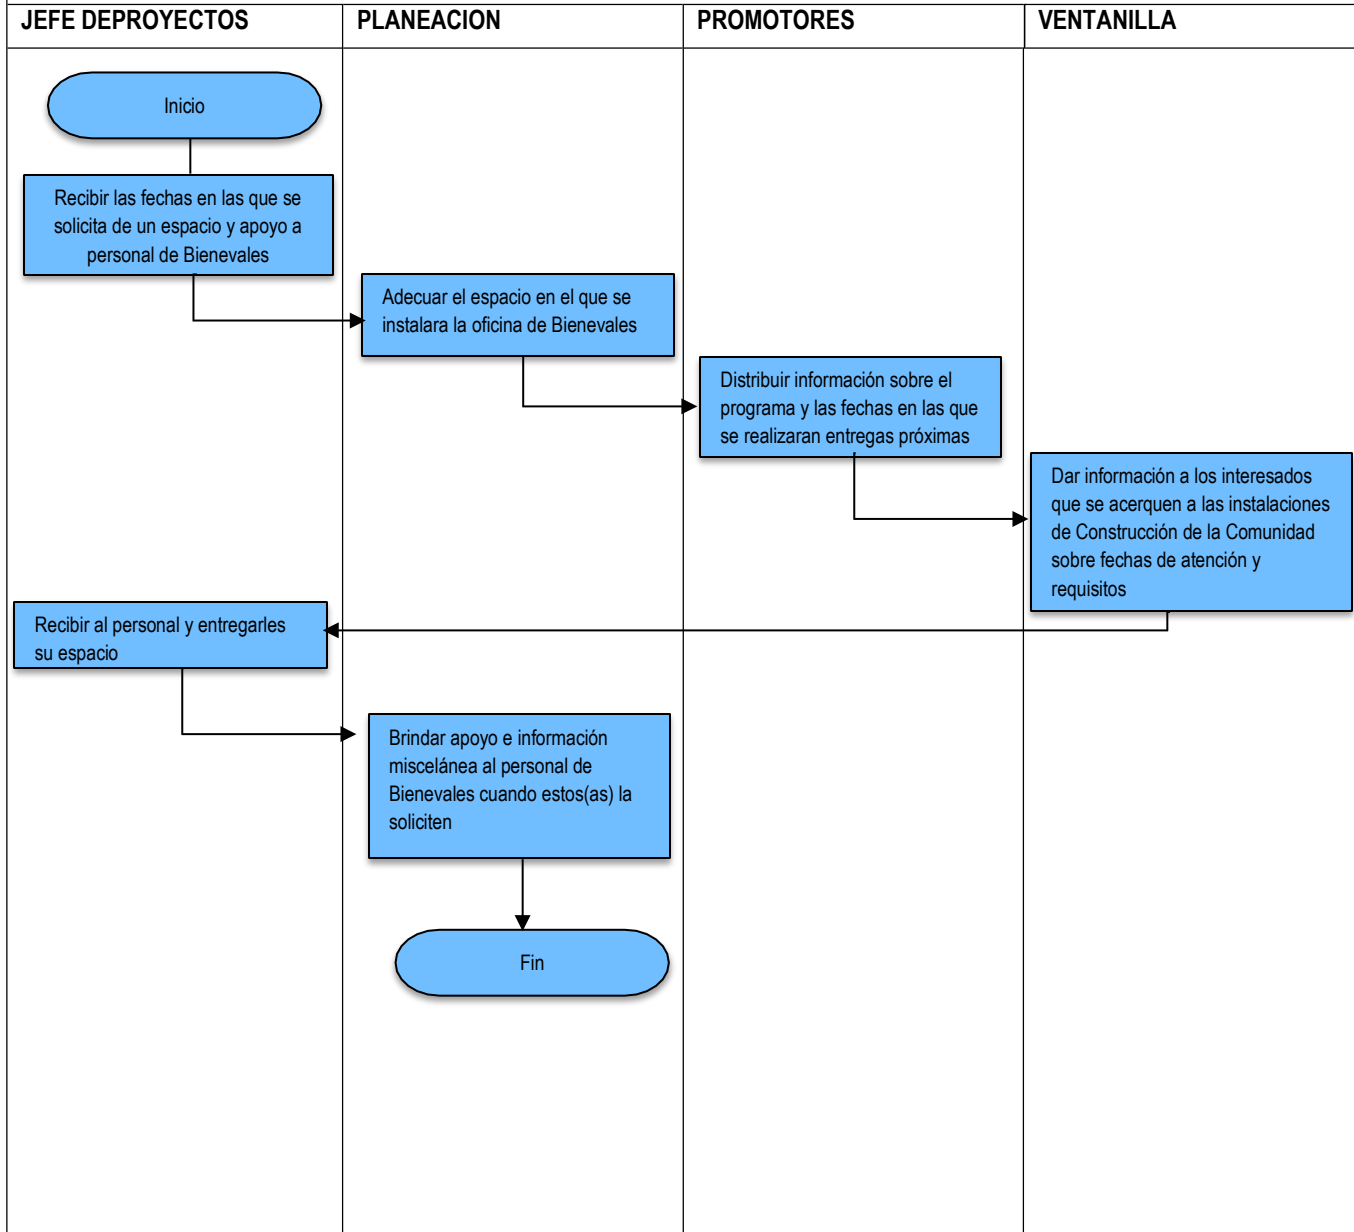 JEFE DEPROYECTOS
PLANEACION
PROMOTORES
VENTANILLA
Inicio
Recibir las fechas en las que se
solicita de un espacio y apoyo a
personal de Bienevales
Adecuar el espacio en el que se
instalara la oficina de Bienevales
Distribuir información sobre el
programa y las fechas en las que
se realizaran entregas próximas
Dar información a los interesados
que se acerquen a las instalaciones
de Construcción de la Comunidad
sobre fechas de atención y
requisitos
Recibir al personal y entregarles
su espacio
Brindar apoyo e información
miscelánea al personal de
Bienevales cuando estos(as) la
soliciten
Fin